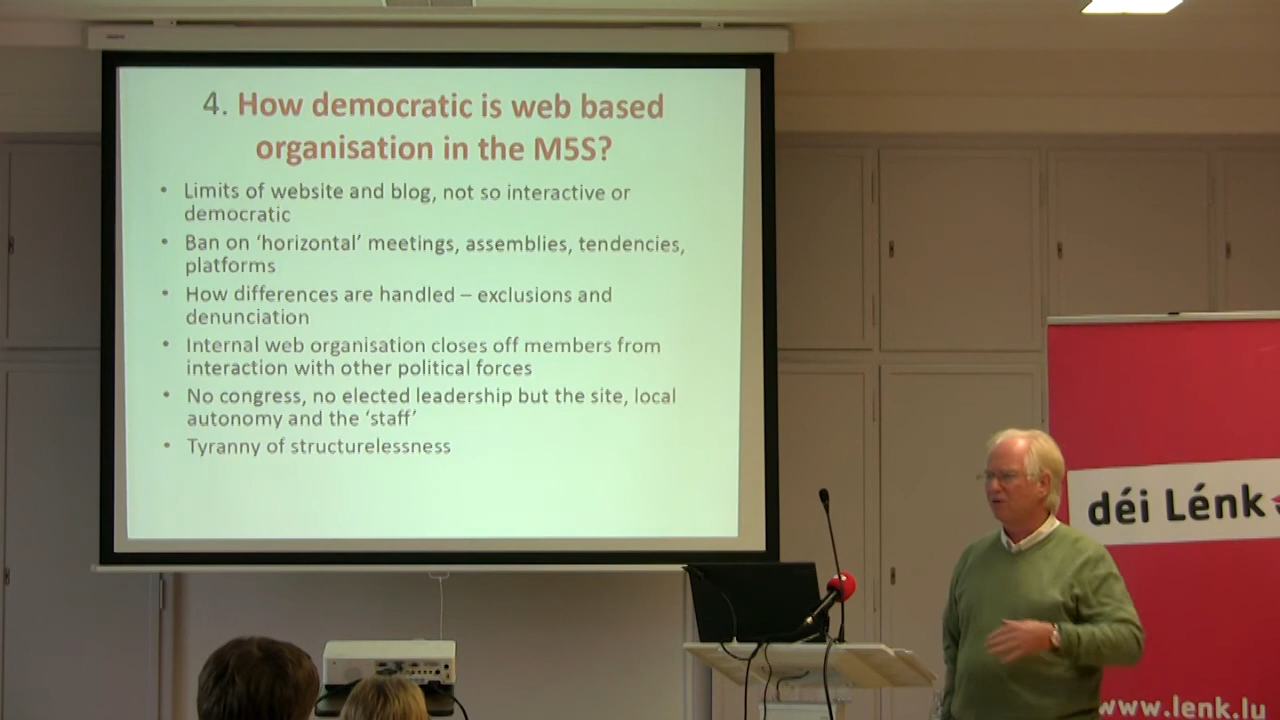 4. How democratic is web based
organisation in the M5S?
• Limits of website and blog, not so interactive or
democratic
• Ban on ‘horizontal’ meetings, assemblies, tendencies,
platforms
• How differences are handled – exclusions and
denunciation
• Internal web organisation closes off members from
interaction with other political forces
• No congress, no elected leadership but the site, local
autonomy and the ‘staff’
• Tyranny of structurelessness
déi Lénk
www.lenk.lu